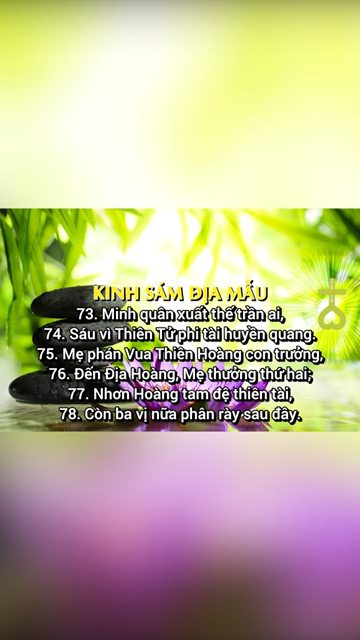 KINH SÁM ĐỊA MẪU
73. Minh quân xuất thế trần ai,
74. Sáu vì Thiên Tử phi tài huyền quang.
75. Mẹ phán Vua Thiên Hoàng con trưởng,
76. Đến Địa Hoàng, Mẹ thưởng thứ hai;
77. Nhơn Hoàng tam đệ thiên tài,
78. Còn ba vị nữa phân rày sau đây.